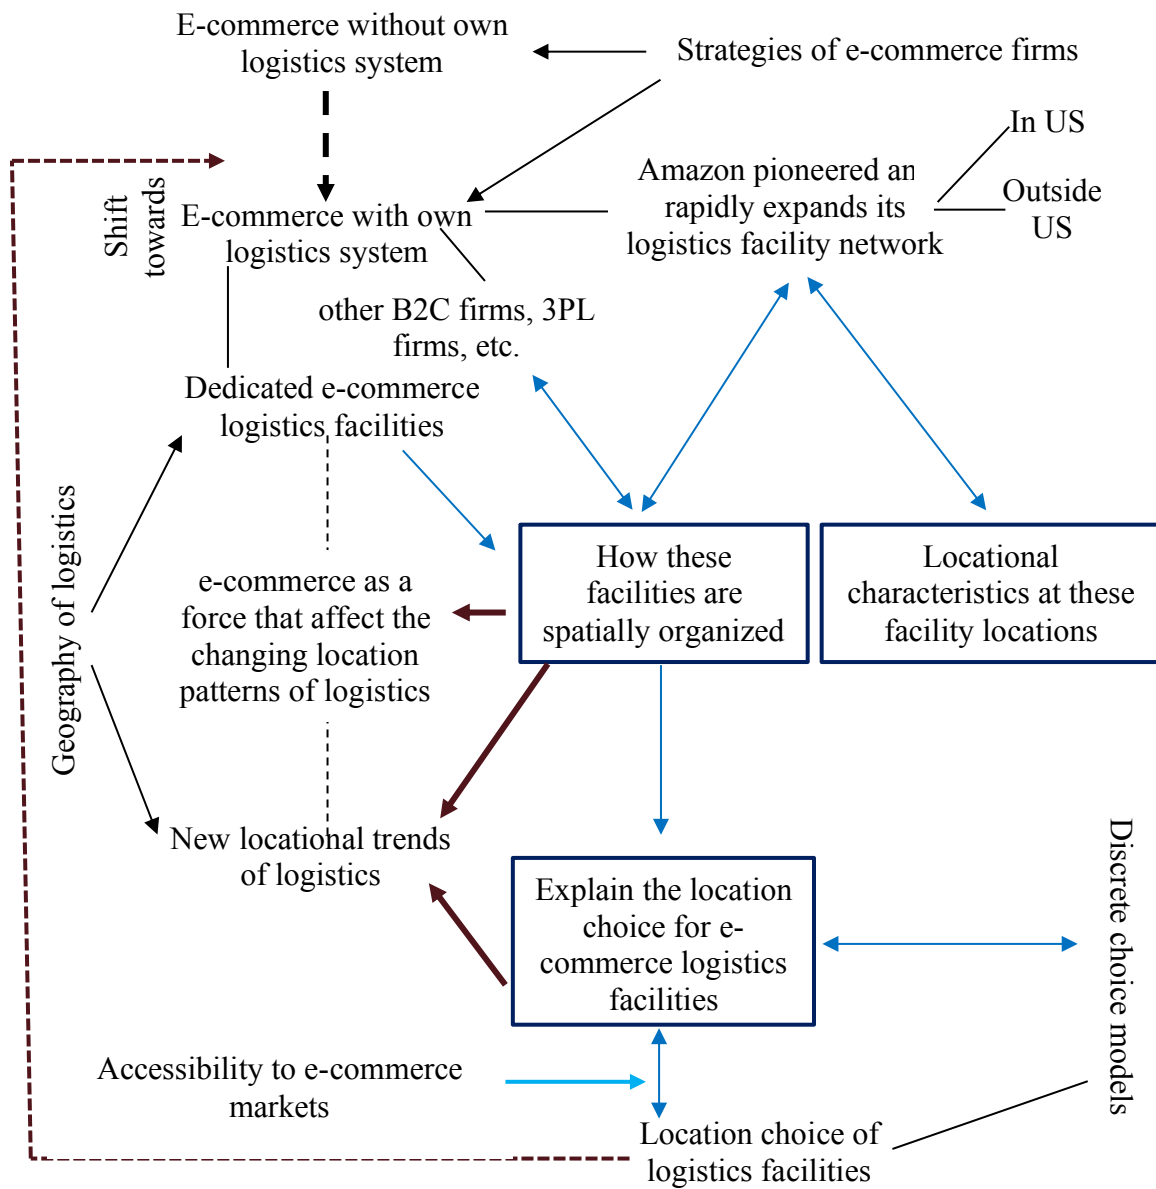 E-commerce without own
logistics system
Strategies of e-commerce firms
In US
Amazon pioneered an
rapidly expands its
logistics facility network
Outside
US
Shift
towards
E-commerce with own
logistics system
other B2C firms, 3PL
firms, etc.
Dedicated e-commerce
logistics facilities
Geography of logistics
How these
facilities are
spatially organized
Locational
characteristics at these
facility locations
e-commerce as a
force that affect the
changing location
patterns of logistics
New locational trends
of logistics
Explain the location
choice for e-
commerce logistics
facilities
Discrete choice models
Accessibility to e-commerce
markets
Location choice of
logistics facilities